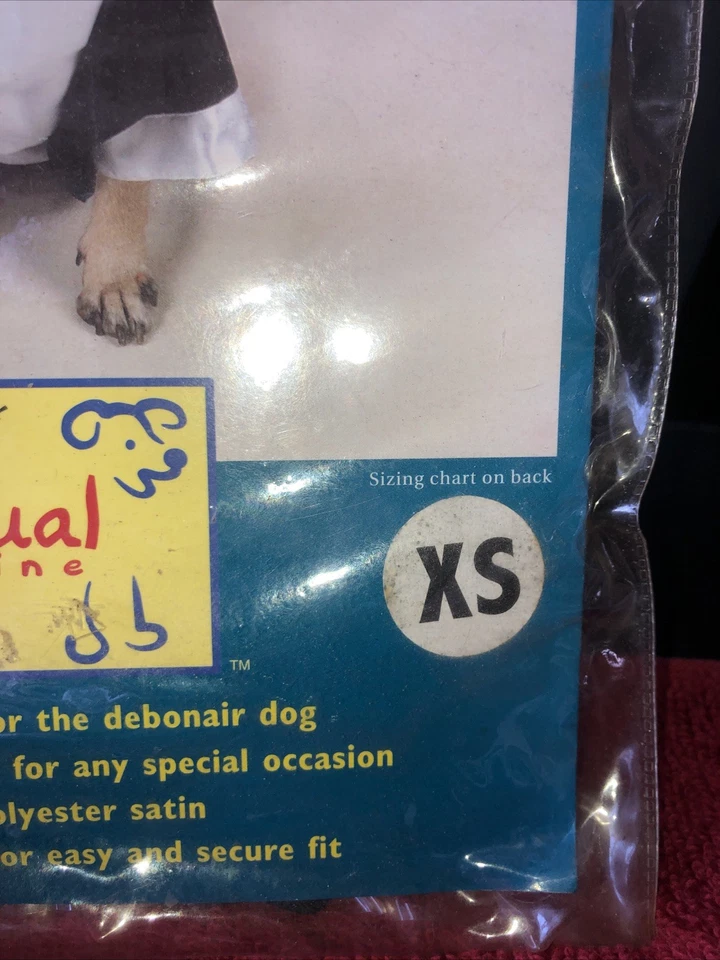 ual
ine
TM
Sizing chart on back
XS
or the debonair dog
for any special occasion
olyester satin
or easy and secure fit